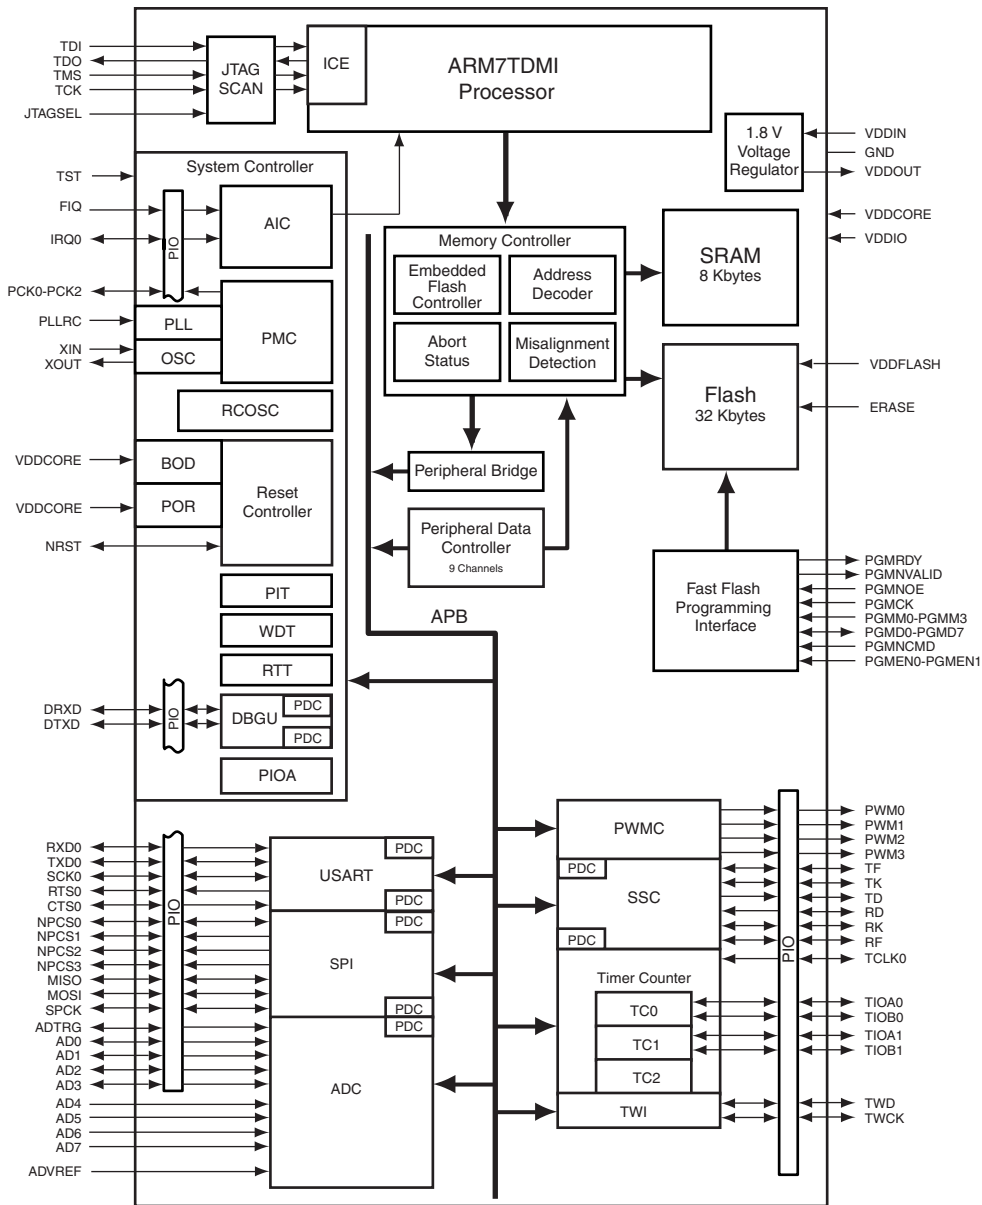 TDI
TDO
TMS
TCK
JTAGSEL
JTAG
SCAN
ICE
ARM7TDMI
Processor
1.8 V
Voltage
Regulator
VDDIN
GND
VDDOUT
VDDCORE
VDDIO
System Controller
TST
FIQ
IRQ0
PIO
AIC
PCK0-PCK2
PLLRC
XIN
XOUT
PLL
OSC
PMC
RCOSC
VDDCORE
VDDCORE
NRST
BOD
POR
Reset
Controller
PIT
WDT
RTT
DRXD
DTXD
PIO
DBGU
PDC
PDC
PIOA
Memory Controller
Embedded
Flash
Controller
Address
Decoder
Abort
Status
Misalignment
Detection
Peripheral Bridge
Peripheral Data
Controller
9 Channels
APB
SRAM
8 Kbytes
Flash
32 Kbytes
VDDFLASH
ERASE
Fast Flash
Programming
Interface
PGMRDY
PGMNVALID
PGMNOE
PGMCK
PGMM0-PGMM3
PGMD0-PGMD7
PGMNCMD
PGMEN0-PGMEN1
RXD0
TXD0
SCK0
RTS0
CTS0
NPCS0
NPCS1
NPCS2
NPCS3
MISO
MOSI
SPCK
ADTRG
AD0
AD1
AD2
AD3
AD4
AD5
AD6
AD7
ADVREF
PIO
PDC
USART
PDC
PDC
SPI
PDC
PDC
ADC
PWMC
PDC
SSC
PDC
Timer Counter
TC0
TC1
TC2
TWI
PIO
PWM0
PWM1
PWM2
PWM3
TF
TK
TD
RD
RK
RF
TCLK0
TIOA0
TIOB0
TIOA1
TIOB1
TWD
TWCK